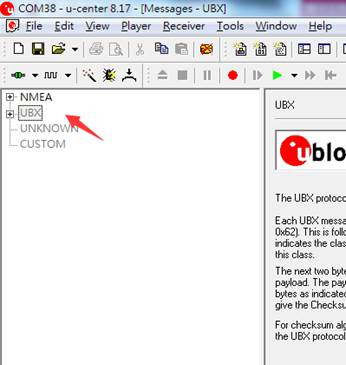 COM38 - u-center 8.17 - [Messages - UBX]
File View Player Receiver Tools Window Help
NMEA
UBX
UNKNOWN
CUSTOM
UBX
ublo
The UBX protoco
Each UBX messa
0x62). This is follo
indicates the clas
this class.
The next two byte
payload. The pay
bytes as indicated
give the Checksu
For checksum alg
the UBX protocol